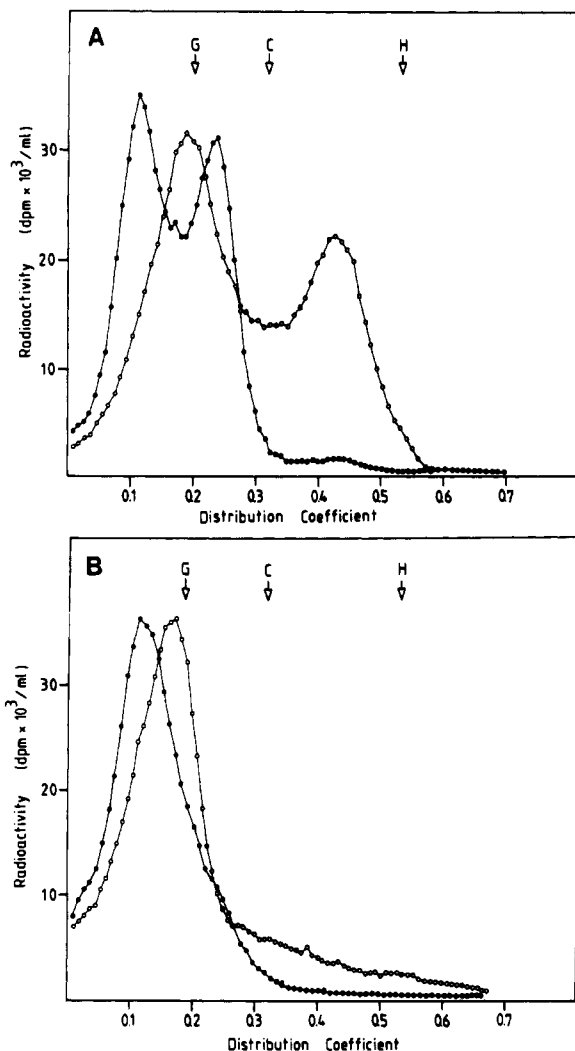 A
G C H
30
20
10
Radioactivity (dpm × 10³/ml)
0.1 0.2 0.3 0.4 0.5 0.6 0.7
Distribution Coefficient
B
G C H
30
20
10
Radioactivity (dpm × 10³/ml)
0.1 0.2 0.3 0.4 0.5 0.6 0.7
Distribution Coefficient